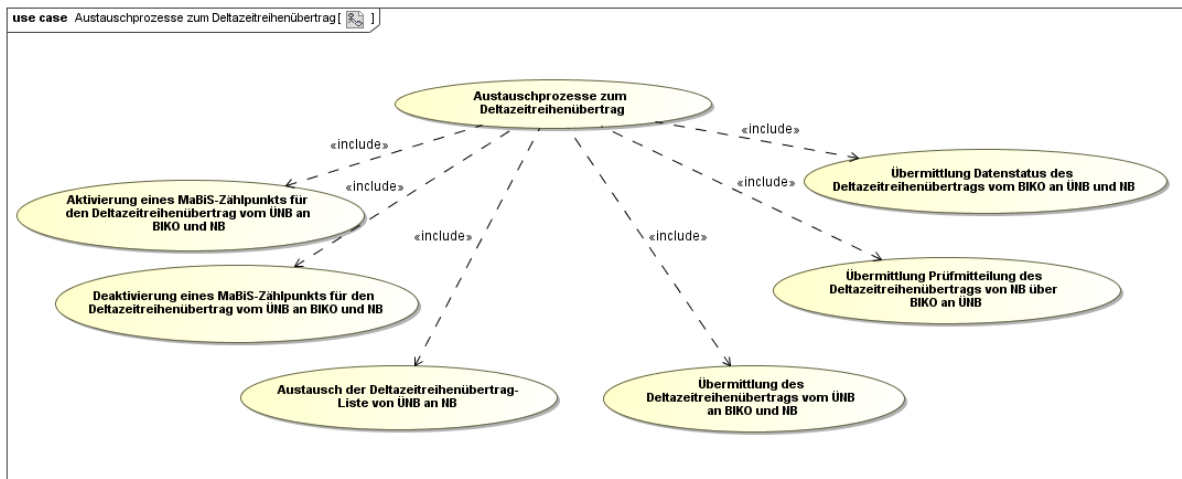 use case Austauschprozesse zum Deltazeitreihenübertrag[ ]
Austauschprozesse zum
Deltazeitreihenübertrag
«include»
«include»
«include»
«include»
«include»
«include»
Aktivierung eines MaBiS-Zählpunkts für
den Deltazeitreihenübertrag vom ÜNB an
BIKO und NB
Deaktivierung eines MaBiS-Zählpunkts für den
Deltazeitreihenübertrag vom ÜNB an BIKO und NB
Austausch der Deltazeitreihenübertrag-
Liste von ÜNB an NB
Übermittlung des
Deltazeitreihenübertrags vom ÜNB
an BIKO und NB
Übermittlung Prüfmitteilung des
Deltazeitreihenübertrags von NB über
BIKO an ÜNB
Übermittlung Datenstatus des
Deltazeitreihenübertrags vom BIKO an ÜNB und NB